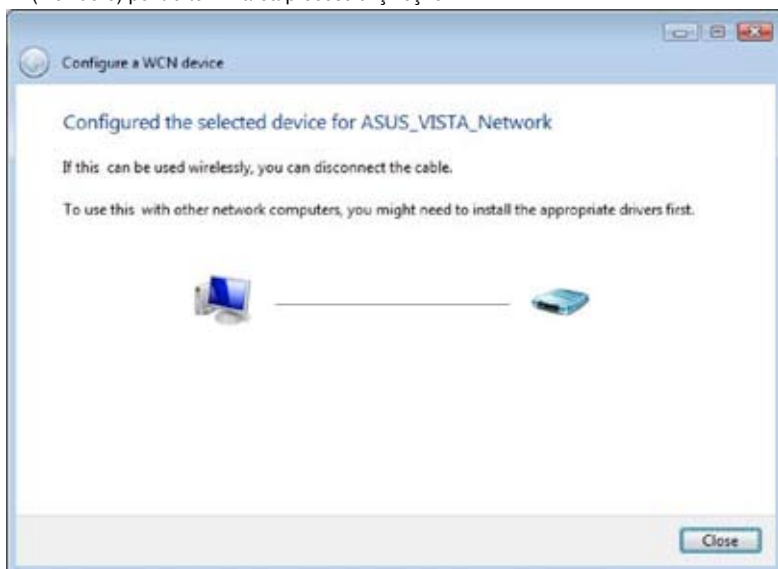 Configure a WCN device
Configured the selected device for ASUS_VISTA_Network
If this can be used wirelessly, you can disconnect the cable.
To use this with other network computers, you might need to install the appropriate drivers first.
Close